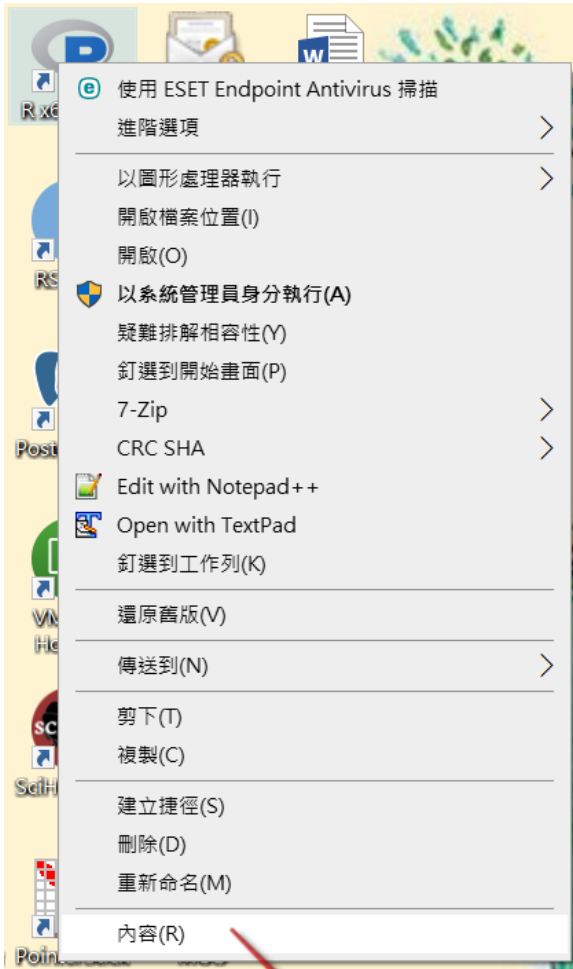 使用 ESET Endpoint Antivirus 掃描
進階選項
以圖形處理器執行
開啟檔案位置(I)
開啟(O)
以系統管理員身分執行(A)
疑難排解相容性(Y)
釘選到開始畫面(P)
7-Zip
CRC SHA
Edit with Notepad++
Open with TextPad
釘選到工作列(K)
還原舊版(V)
傳送到(N)
剪下(T)
複製(C)
建立捷徑(S)
刪除(D)
重新命名(M)
內容(R)